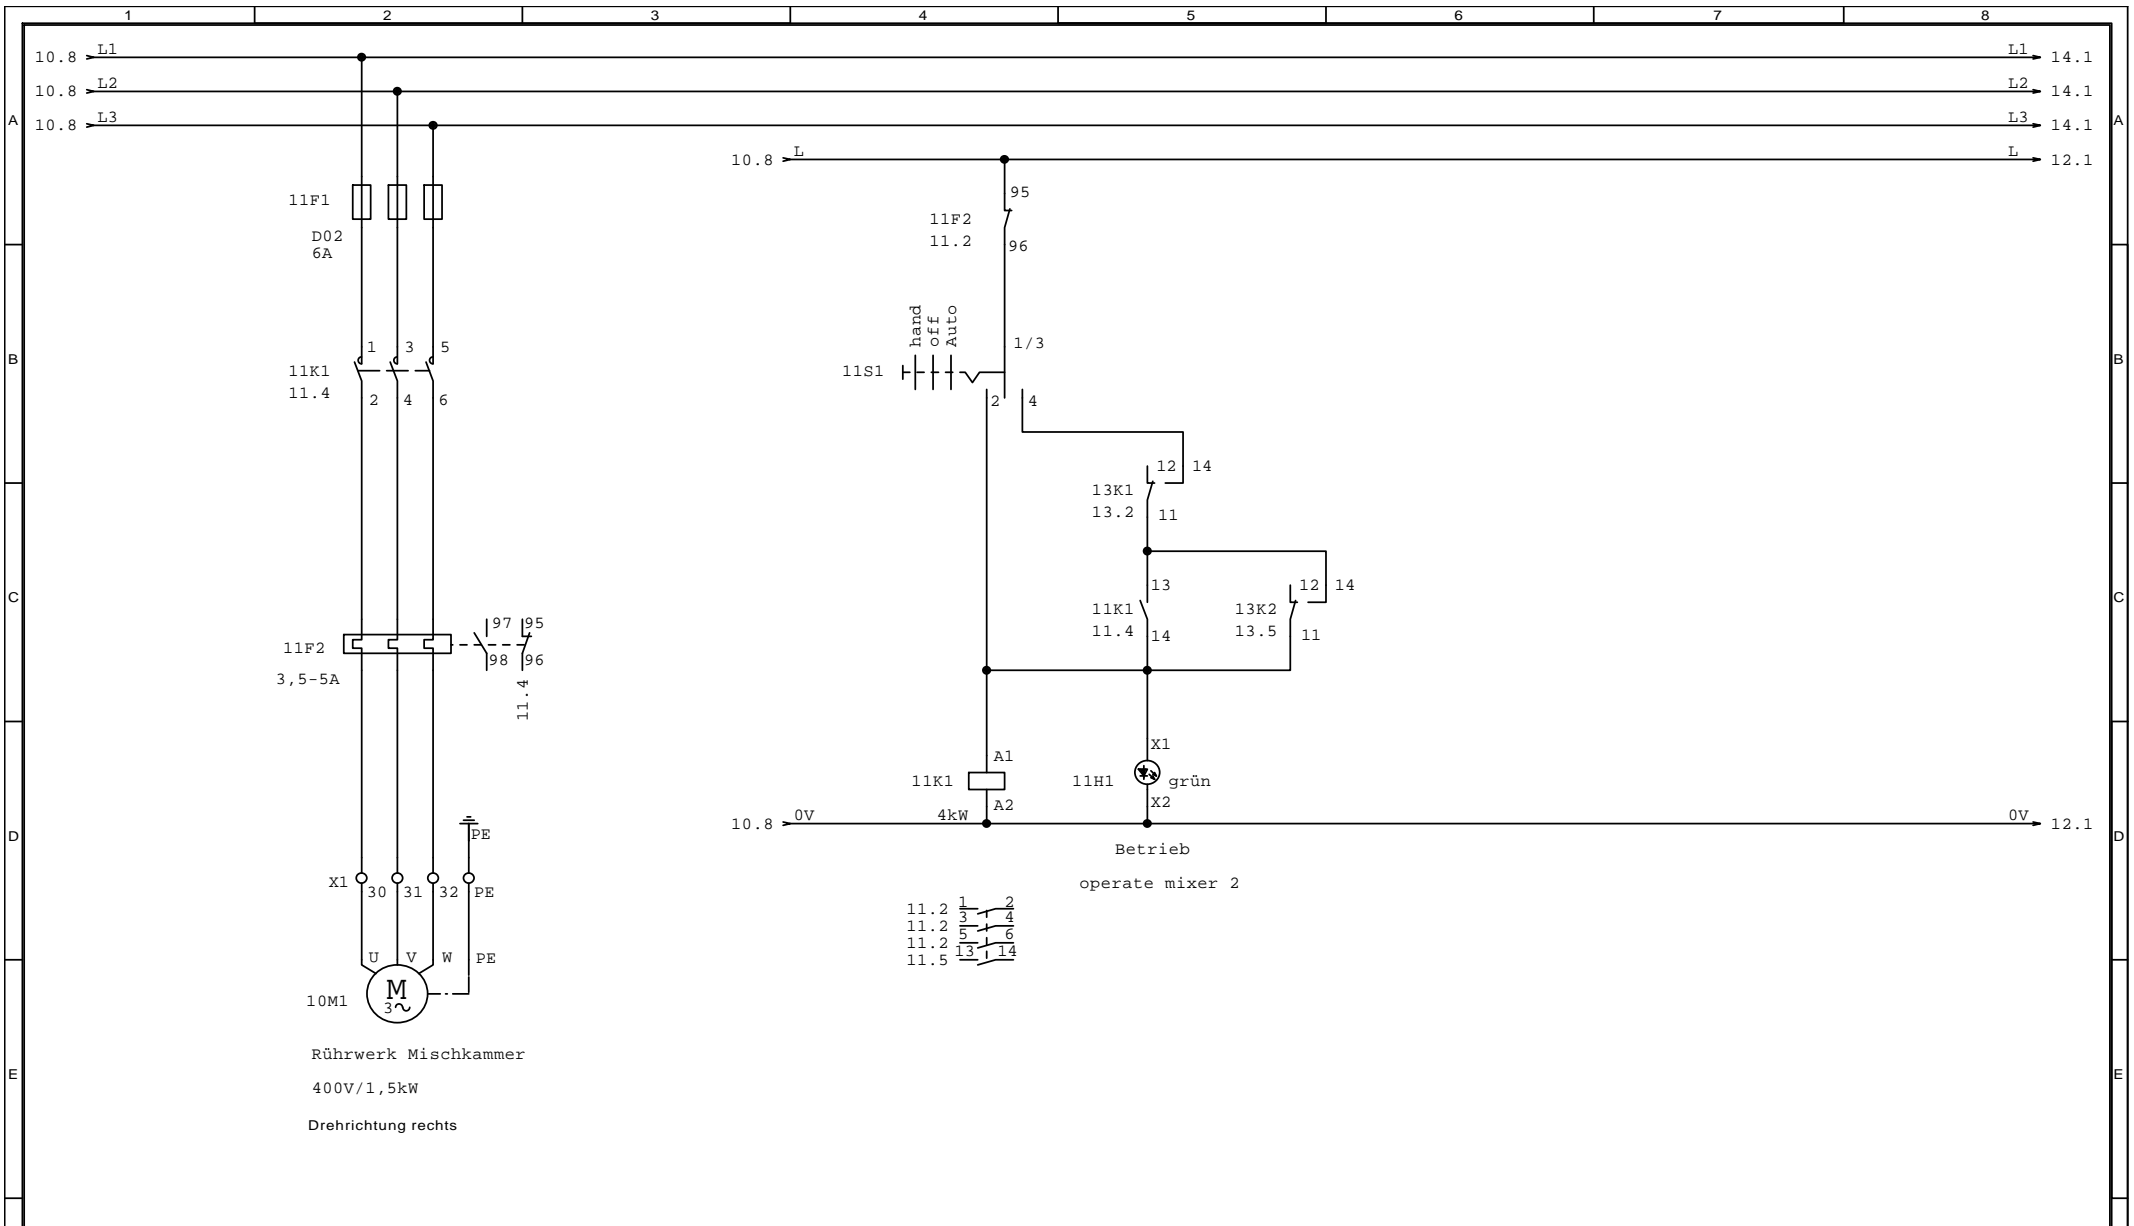 1 2 3 4 5 6 7 8
10.8 L1 L1 14.1
10.8 L2 L2 14.1
A 10.8 L3 L3 14.1 A
10.8 L L 12.1
11F1
D02
6A
95
11F2
11.2
96
hand
off
Auto
B B
1 3 5
11K1
11.4
2 4 6
1/3
11S1
2 4
12 14
13K1
13.2
11
C C
13
11K1
11.4
14
12 14
13K2
13.5
11
97 95
11F2
98 96
3,5-5A
11.4
A1
11K1
A2
4kW
X1
11H1 grün
X2
D 10.8 0V 0V 12.1 D
Betrieb
operate mixer 2
PE
X1 30 31 32 PE
11.2 1 2
11.2 3 4
11.2 5 6
11.5 13 14
U V W PE
10M1
M
3
Rührwerk Mischkammer
E E
400V/1,5kW
Drehrichtung rechts